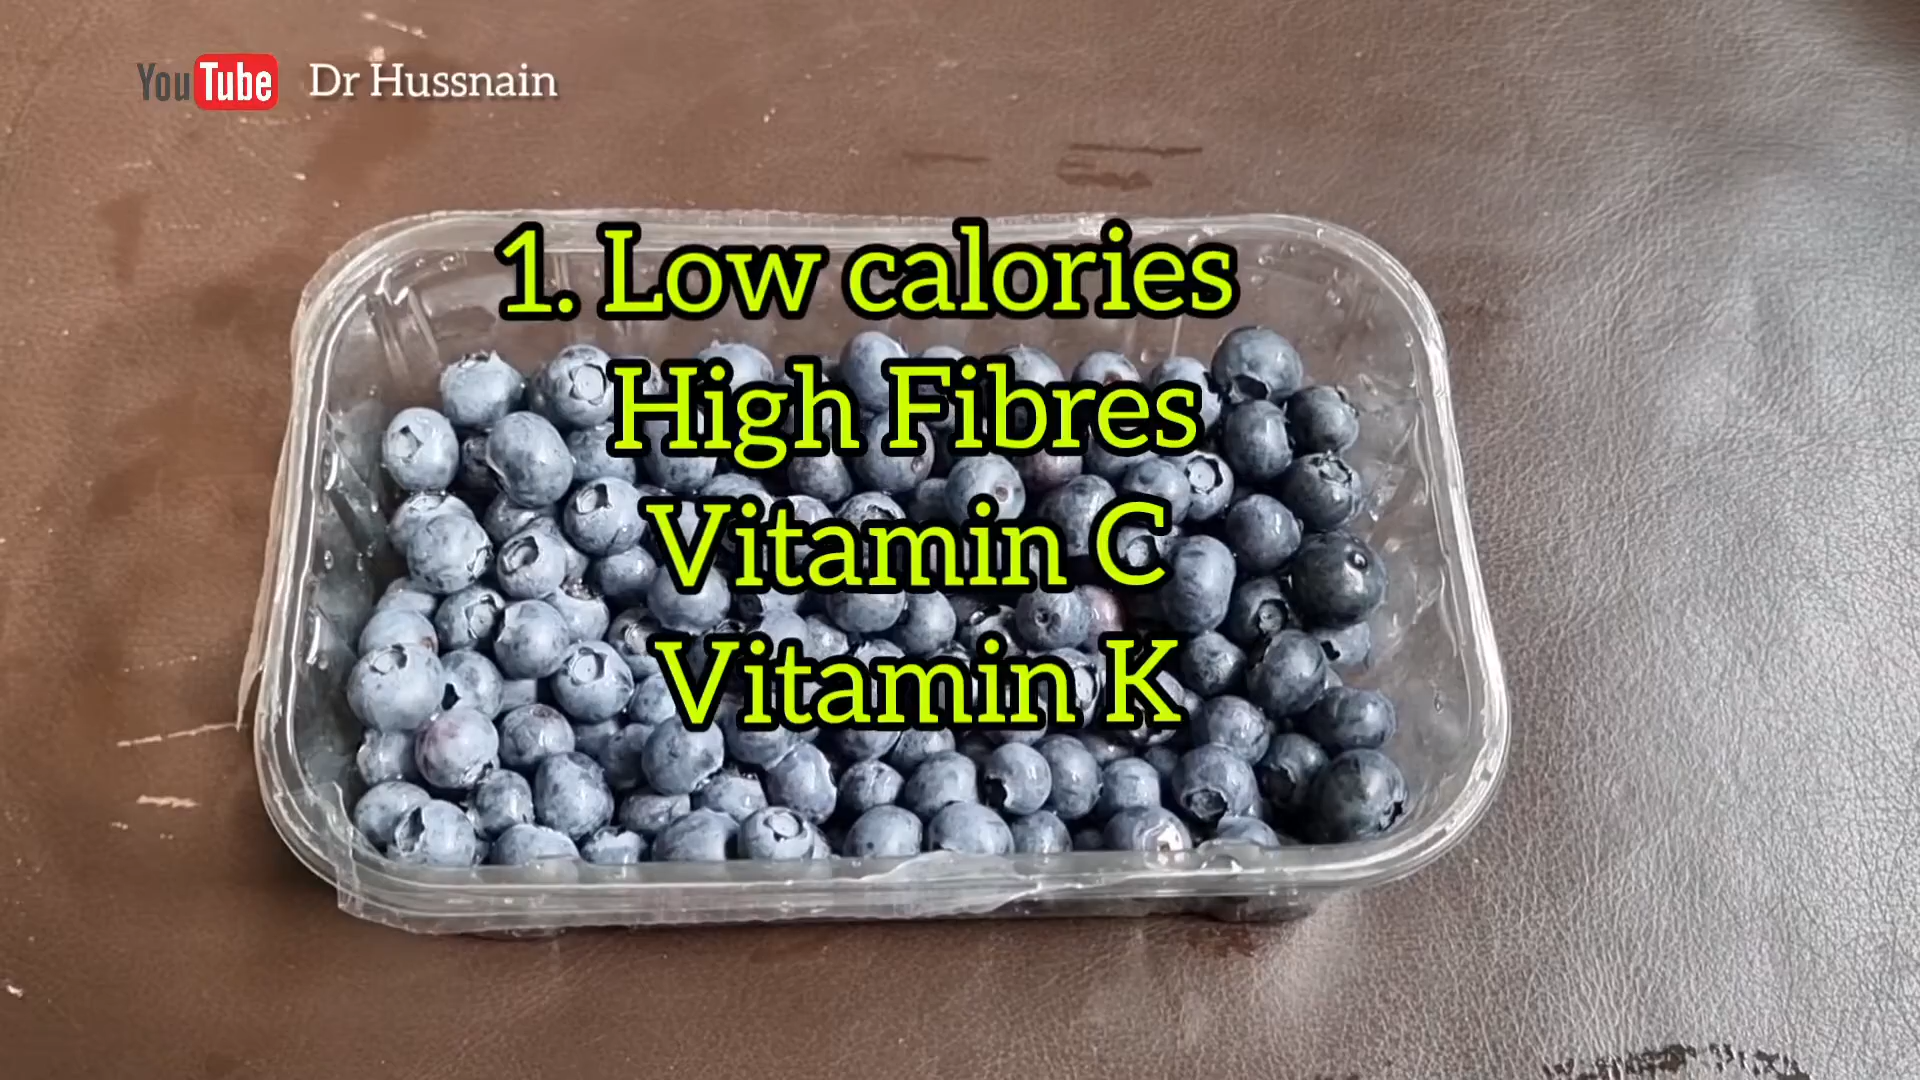 YouTube Dr Hussnain
1. Low calories
High Fibres
Vitamin C
Vitamin K